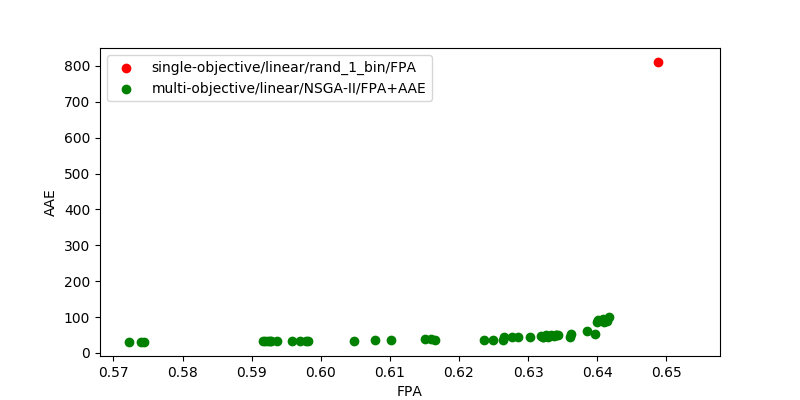 single-objective/linear/rand_1_bin/FPA
multi-objective/linear/NSGA-II/FPA+AAE
800
700
600
500
400
300
200
100
0
AAE
0.57 0.58 0.59 0.60 0.61 0.62 0.63 0.64 0.65
FPA